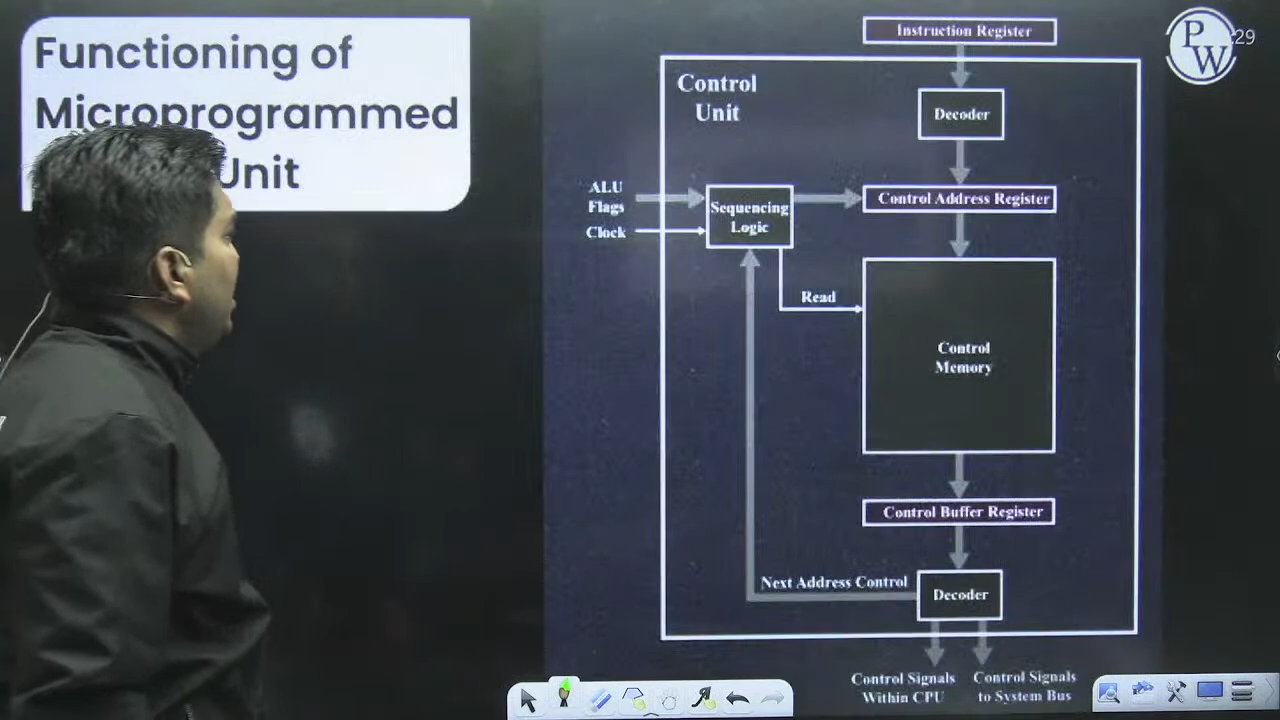 Functioning of
Microprogrammed
Unit
Instruction Register
PW
29
Control
Unit
Decoder
ALU
Flags
Clock
Sequencing
Logic
Control Address Register
Read
Control
Memory
Control Buffer Register
Next Address Control
Decoder
Control Signals
Within CPU
Control Signals
to System Bus